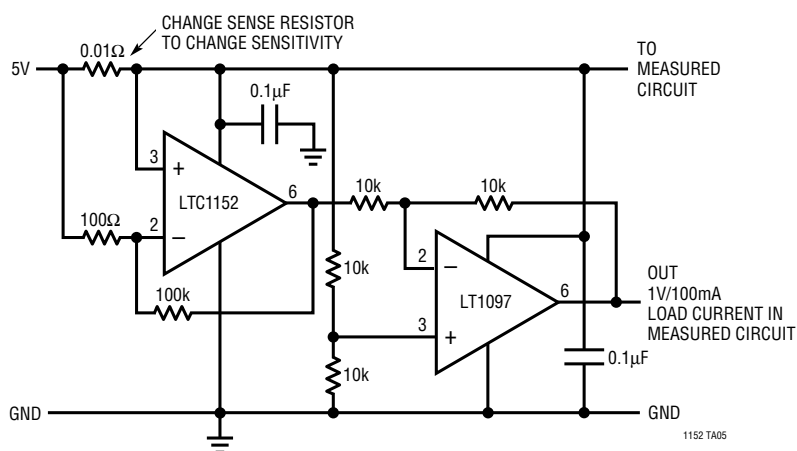 CHANGE SENSE RESISTOR
TO CHANGE SENSITIVITY
0.01Ω
5V
TO
MEASURED
CIRCUIT
0.1µF
3
+
LTC1152
6
10k
10k
100Ω
2
–
100k
10k
2
–
LT1097
6
3
+
OUT
1V/100mA
LOAD CURRENT IN
MEASURED CIRCUIT
10k
0.1µF
GND
GND
1152 TA05